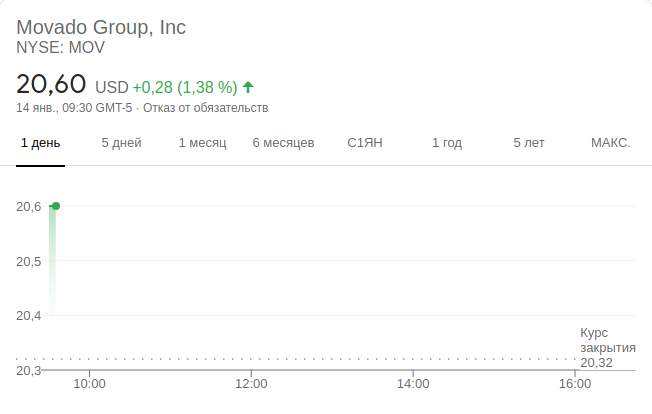 Movado Group, Inc
NYSE: MOV
20,60 USD +0,28 (1,38 %)
14 янв., 09:30 GMT-5 · Отказ от обязательств
1 день 5 дней 1 месяц 6 месяцев С1ЯН 1 год 5 лет МАКС.
20,6
20,5
20,4
Курс
закрытия
20,32
20,3
10:00 12:00 14:00 16:00